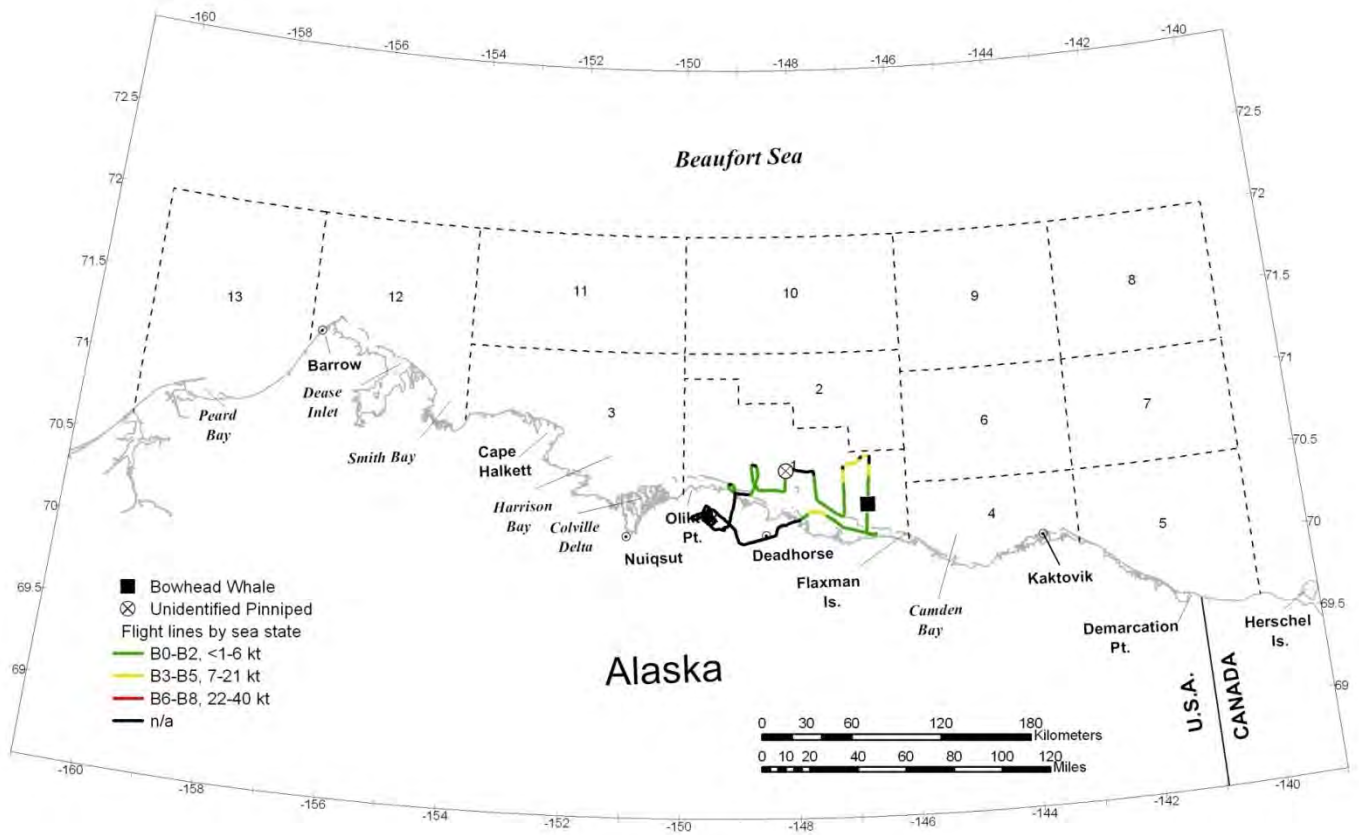 -160
-158
-156
-154
-152
-150
-148
-146
-144
-142
-140
72.5
72.5
Beaufort Sea
72
72
71.5
71.5
13
12
11
10
9
8
71
71
Barrow
Dease
Inlet
3
2
6
7
70.5
70.5
Peard
Bay
Smith Bay
Cape
Halkett
1
70
70
Harrison
Bay
Colville
Delta
Nuiqsut
Pt.
Deadhorse
Flaxman
Is.
4
Kaktovik
5
Camden
Bay
Demarcation
Pt.
Herschel
Is.
69.5
69.5
Bowhead Whale
Unidentified Pinniped
Flight lines by sea state
B0-B2, <1-6 kt
B3-B5, 7-21 kt
B6-B8, 22-40 kt
n/a
69
69
Alaska
U.S.A.
CANADA
0 30 60 120 180
Kilometers
0 10 20 40 60 80 100 120
Miles
-160
-158
-156
-154
-152
-150
-148
-146
-144
-142
-140